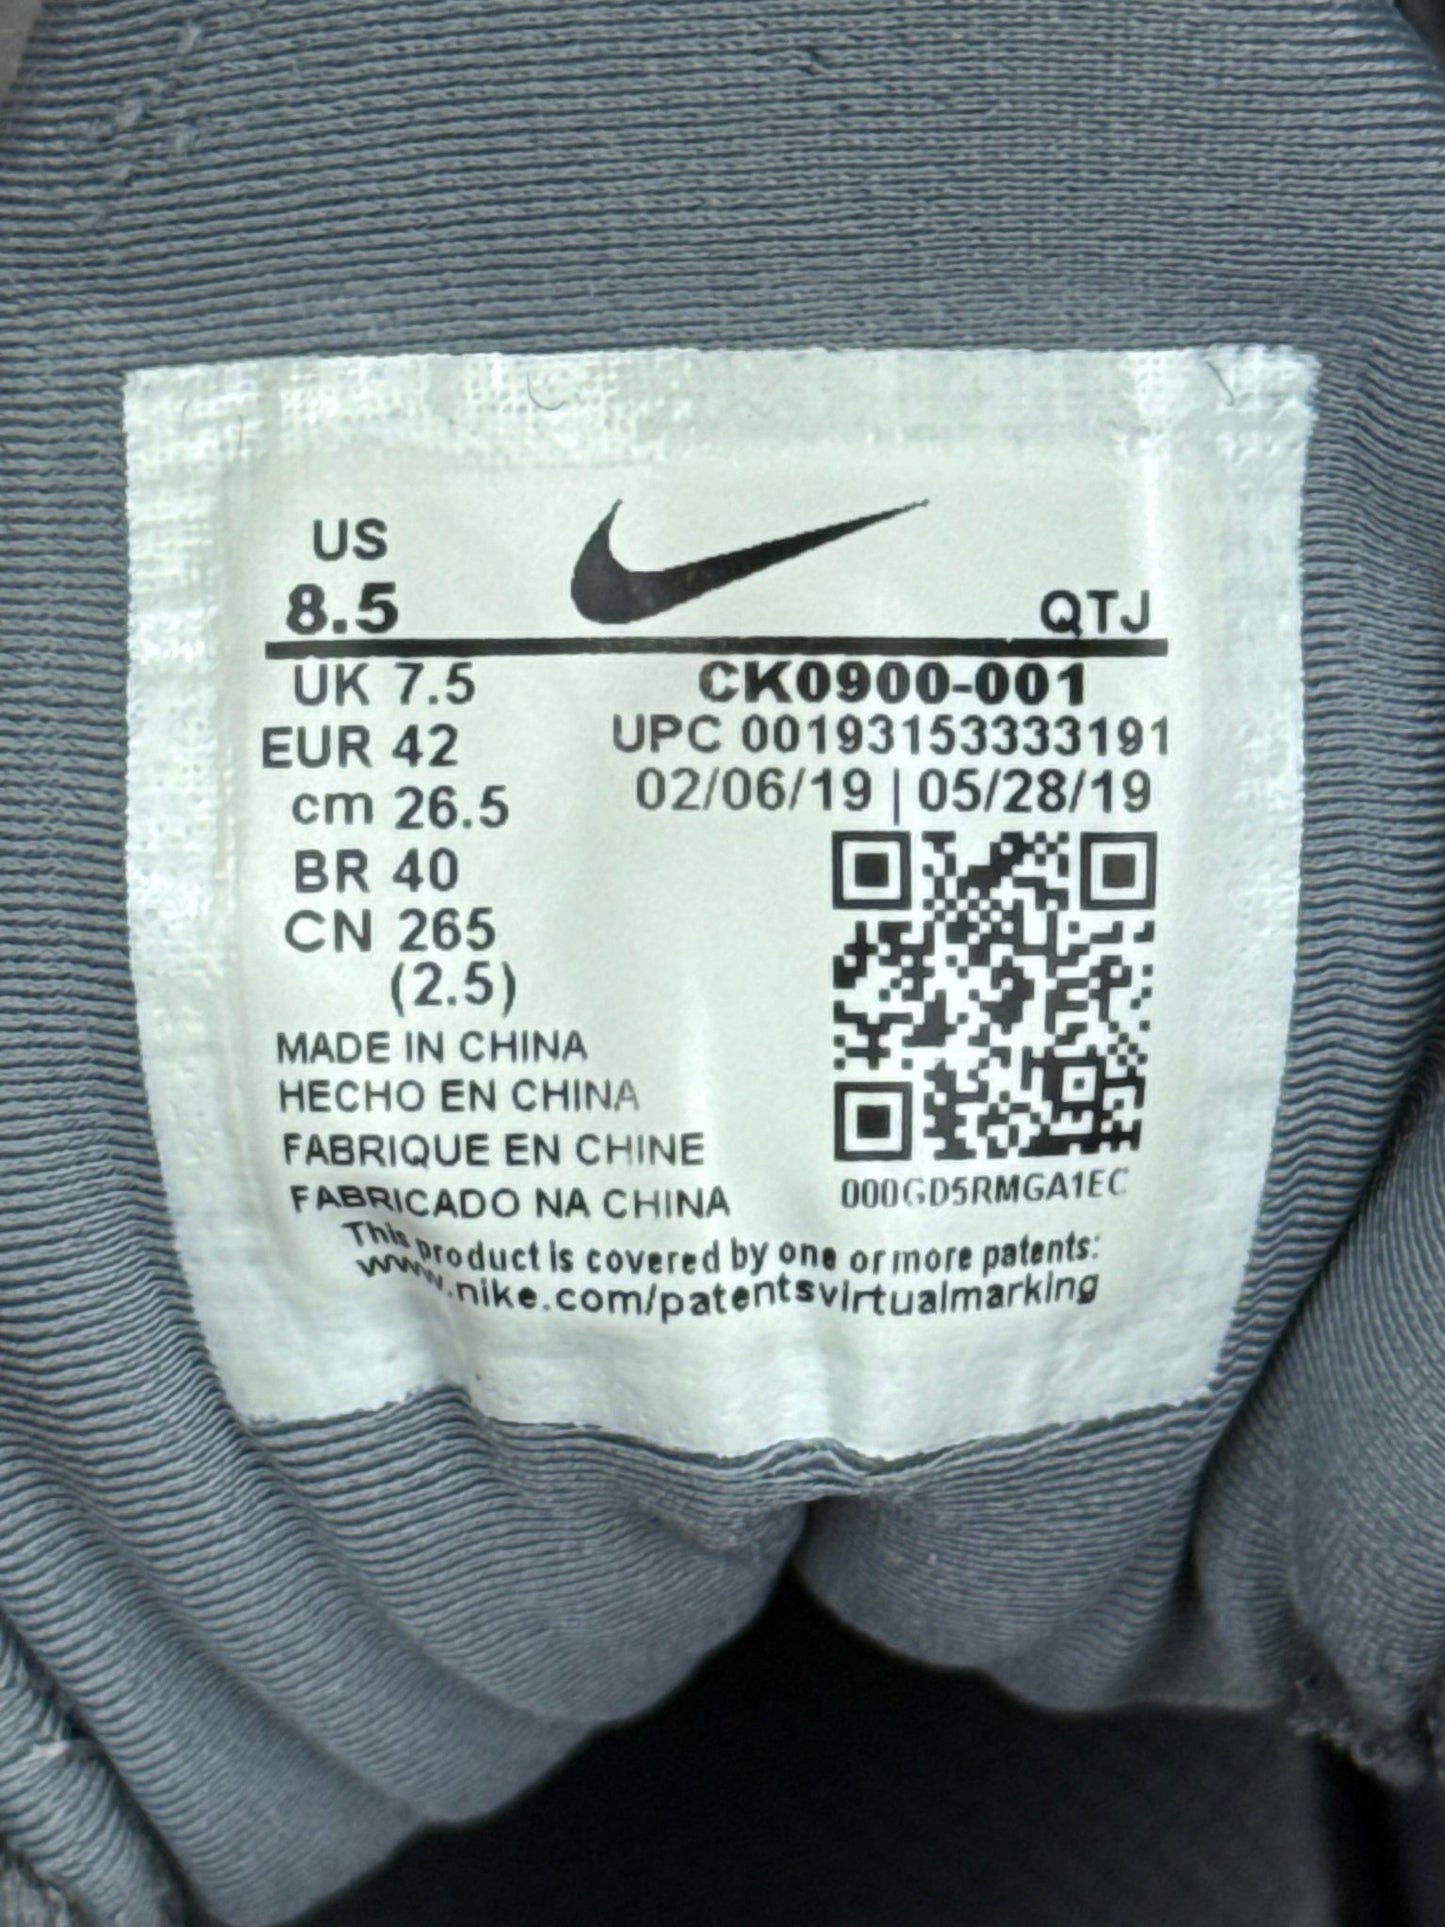 US
8.5
QTJ
UK 7.5
CK0900-001
EUR 42
UPC 00193153333191
cm 26.5
02/06/19 | 05/28/19
BR 40
CN 265
(2.5)
MADE IN CHINA
HECHO EN CHINA
FABRIQUE EN CHINE
FABRICADO NA CHINA
000GD5RMGA1EC
This product is covered by one or more patents:
www.nike.com/patentsvirtualmarking